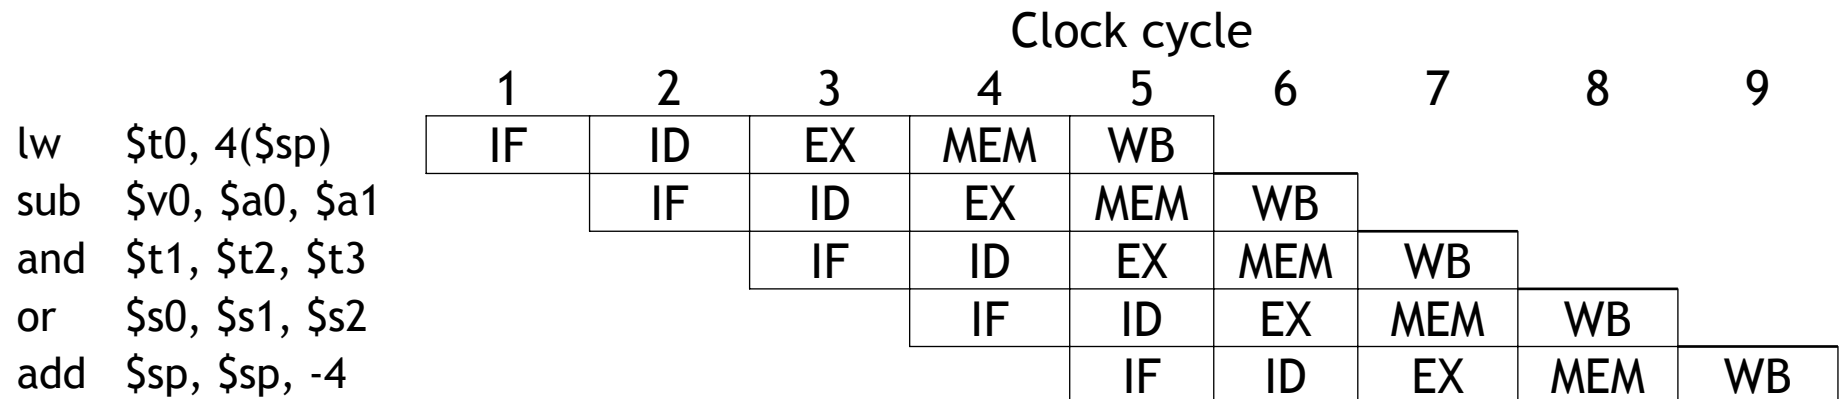 Clock cycle
1 2 3 4 5 6 7 8 9
lw $t0, 4($sp) IF ID EX MEM WB
sub $v0, $a0, $a1 IF ID EX MEM WB
and $t1, $t2, $t3 IF ID EX MEM WB
or $s0, $s1, $s2 IF ID EX MEM WB
add $sp, $sp, -4 IF ID EX MEM WB